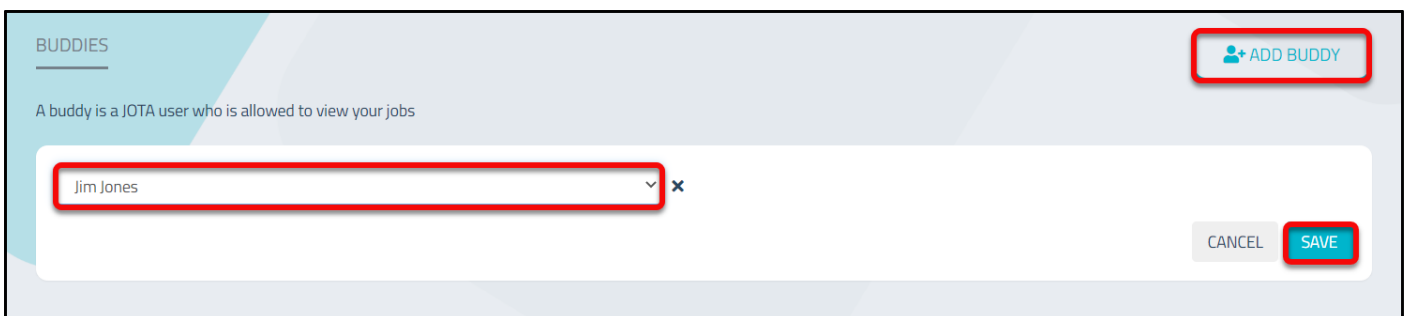 BUDDIES
ADD BUDDY
A buddy is a JOTA user who is allowed to view your jobs
Jim Jones
CANCEL
SAVE